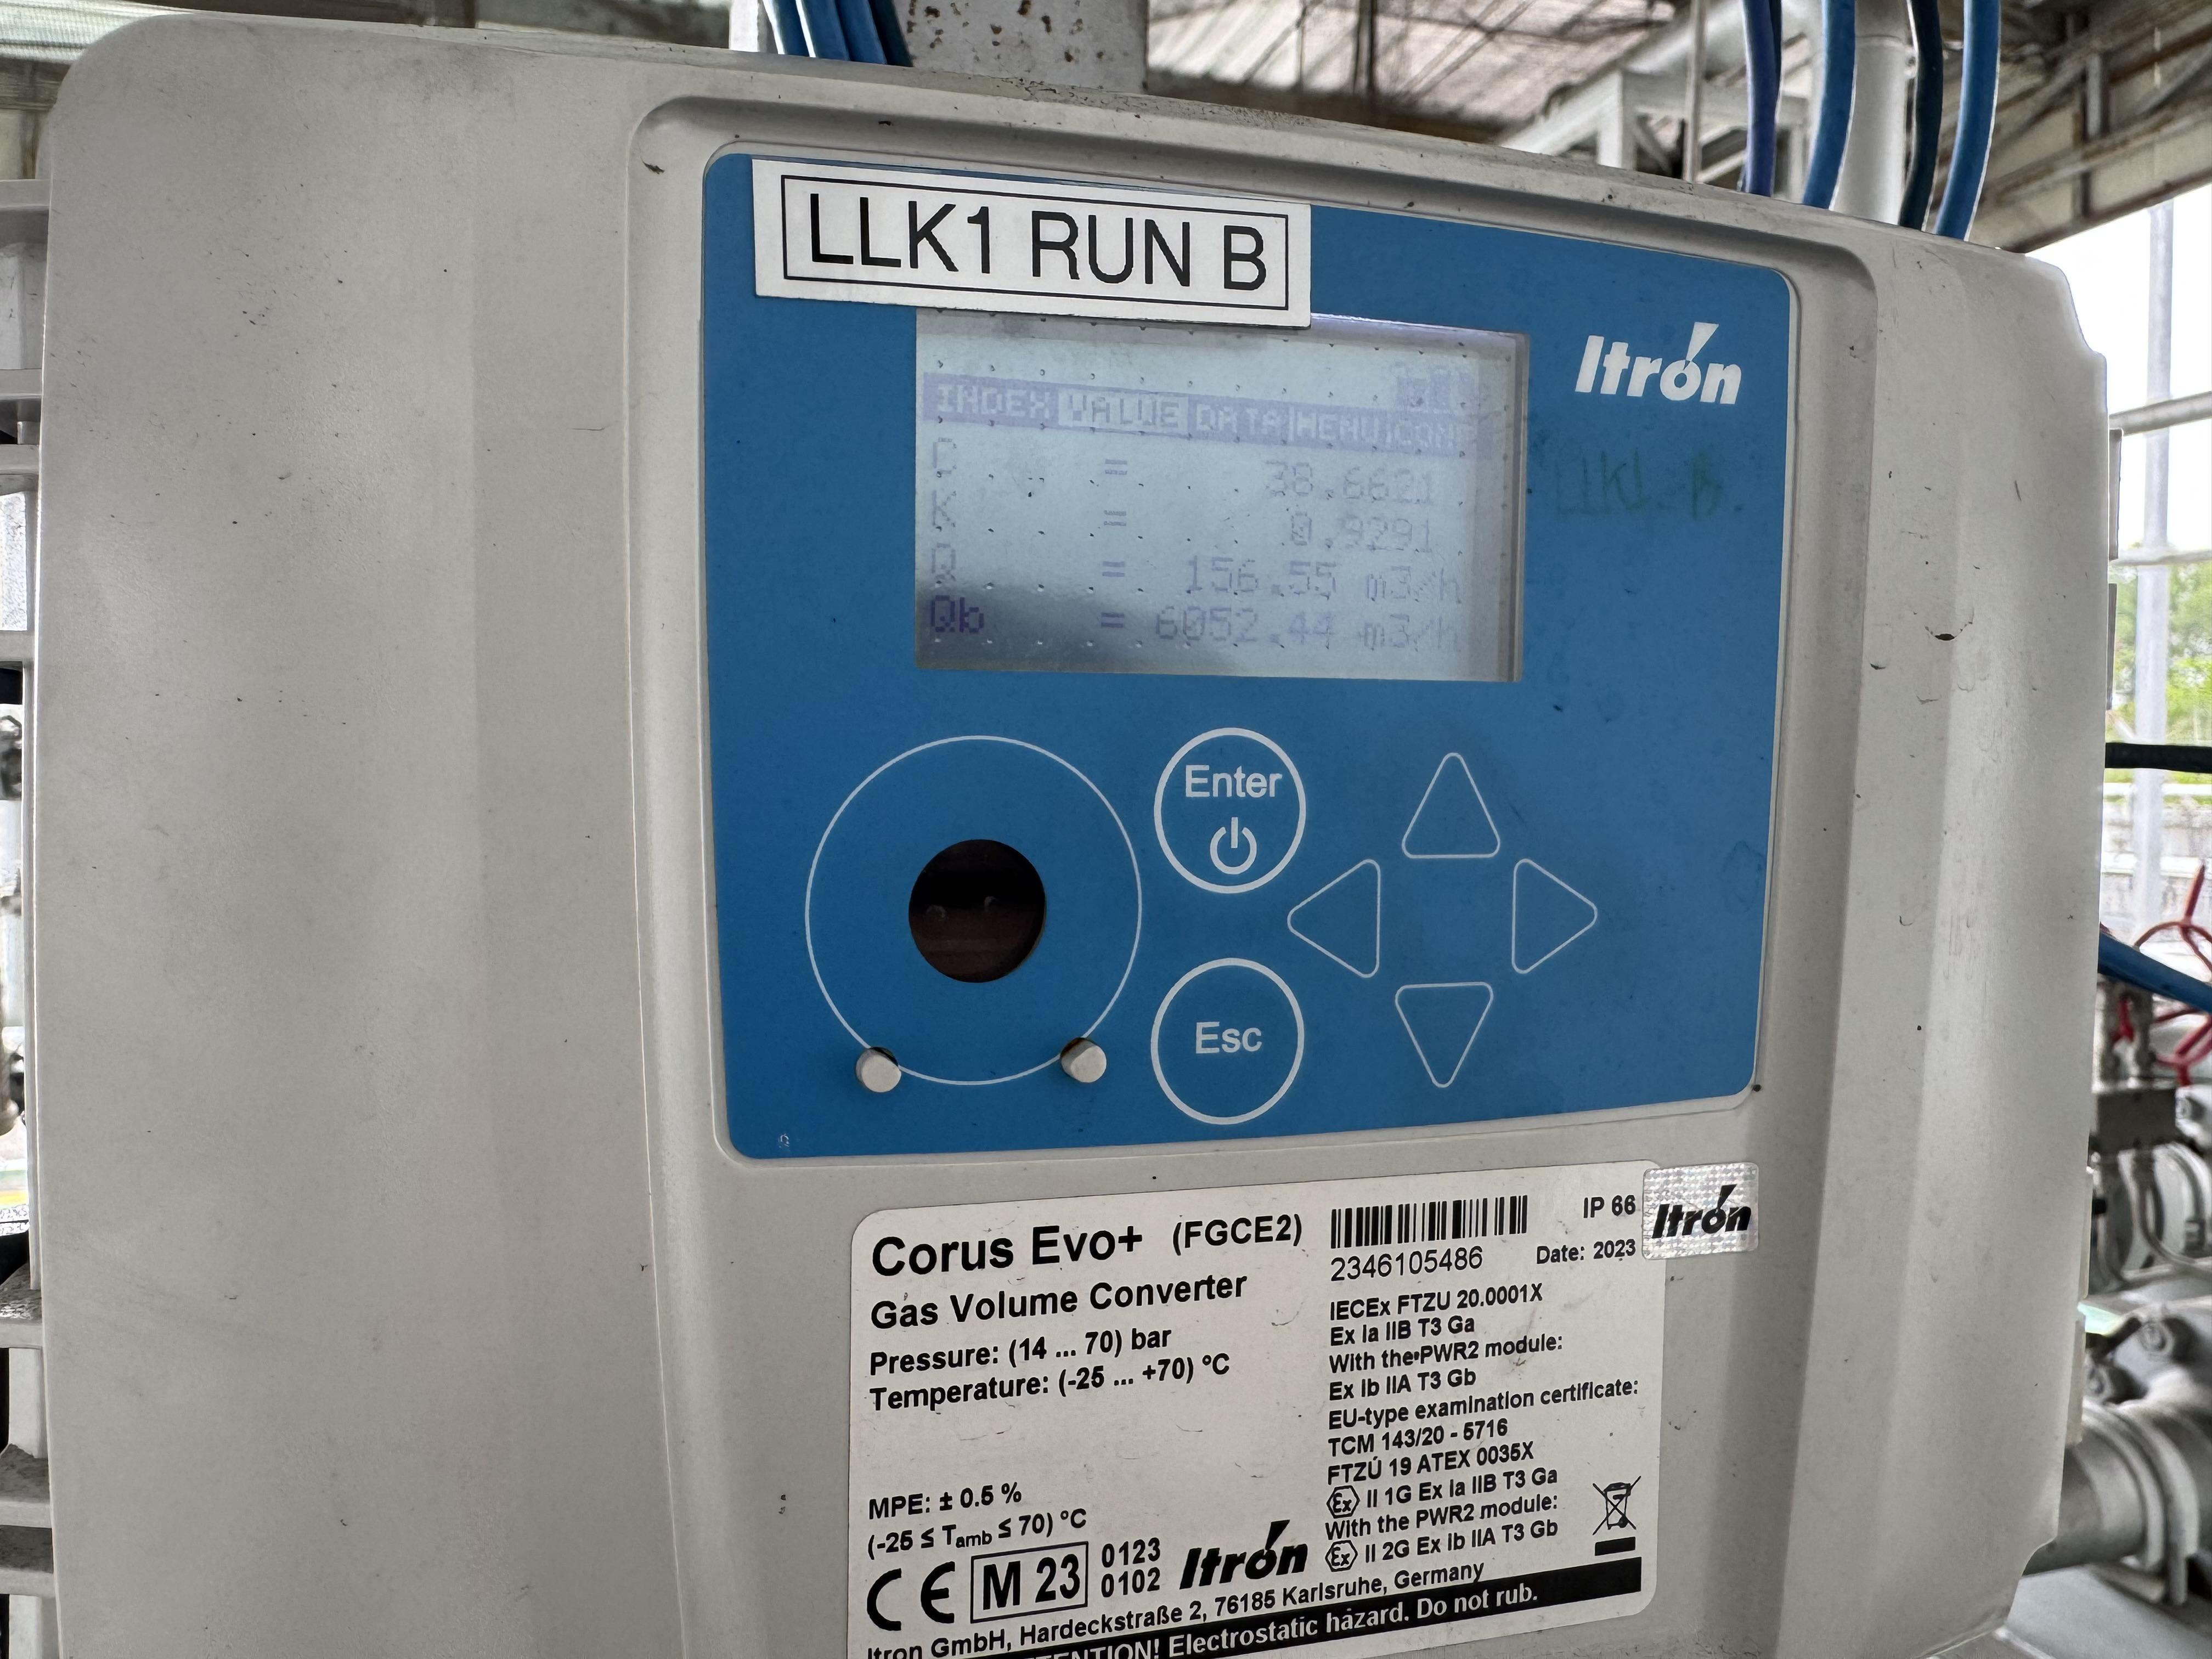 LLK1 RUN B
Itron
INDEX VALUE DATA MENU CONF
C = 38.6621
K = 0.9291
Q = 156.55 m3/h
Qb = 6052.44 m3/h
LLK1 B.
Enter
Esc
Corus Evo+ (FGCE2)
Gas Volume Converter
Pressure: (14 ... 70) bar
Temperature: (-25 ... +70) °C
MPE: ± 0.5 %
(-25 ≤ Tamb ≤ 70) °C
CE M 23 0123
0102
Itron
2346105486
IP 66
Date: 2023
Itron
IECEx FTZU 20.0001X
Ex ia IIB T3 Ga
With the PWR2 module:
Ex ib IIA T3 Gb
EU-type examination certificate:
TCM 143/20 - 5716
FTZÚ 19 ATEX 0035X
Ex II 1G Ex ia IIB T3 Ga
With the PWR2 module:
Ex II 2G Ex ib IIA T3 Gb
Itron GmbH, Hardeckstraße 2, 76185 Karlsruhe, Germany
Electrostatic hazard. Do not rub.